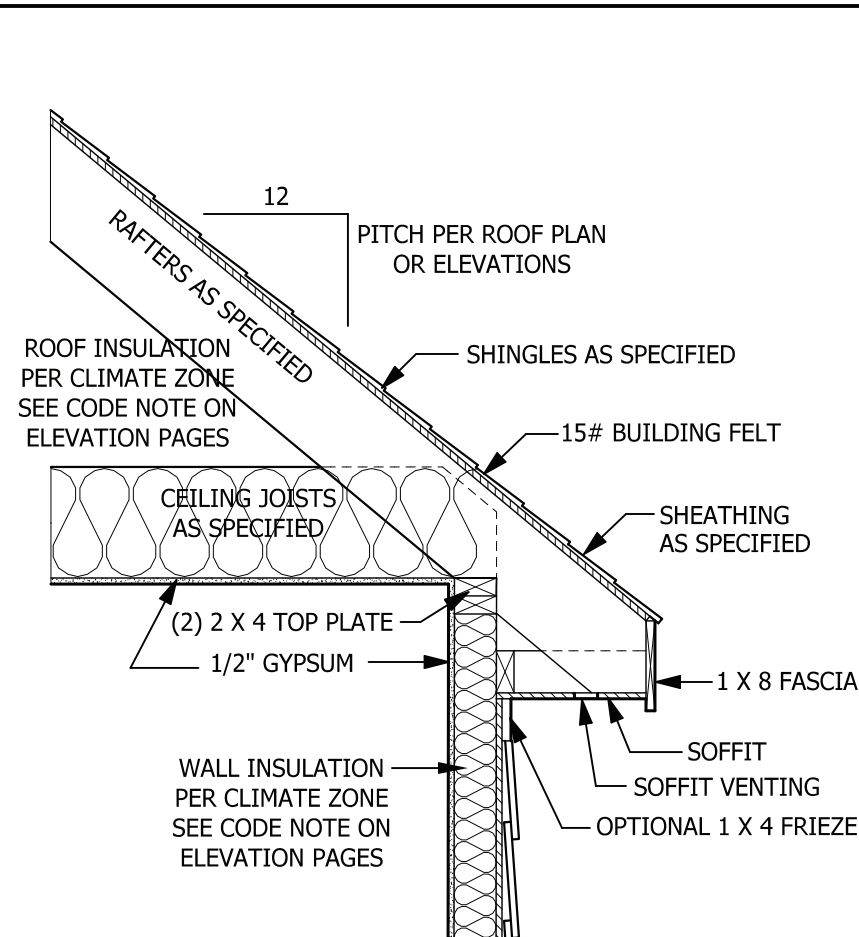 12
PITCH PER ROOF PLAN
OR ELEVATIONS
RAFTERS AS SPECIFIED
ROOF INSULATION
PER CLIMATE ZONE
SEE CODE NOTE ON
ELEVATION PAGES
SHINGLES AS SPECIFIED
15# BUILDING FELT
CEILING JOISTS
AS SPECIFIED
SHEATHING
AS SPECIFIED
(2) 2 X 4 TOP PLATE
1/2" GYPSUM
1 X 8 FASCIA
SOFFIT
SOFFIT VENTING
OPTIONAL 1 X 4 FRIEZE
WALL INSULATION
PER CLIMATE ZONE
SEE CODE NOTE ON
ELEVATION PAGES